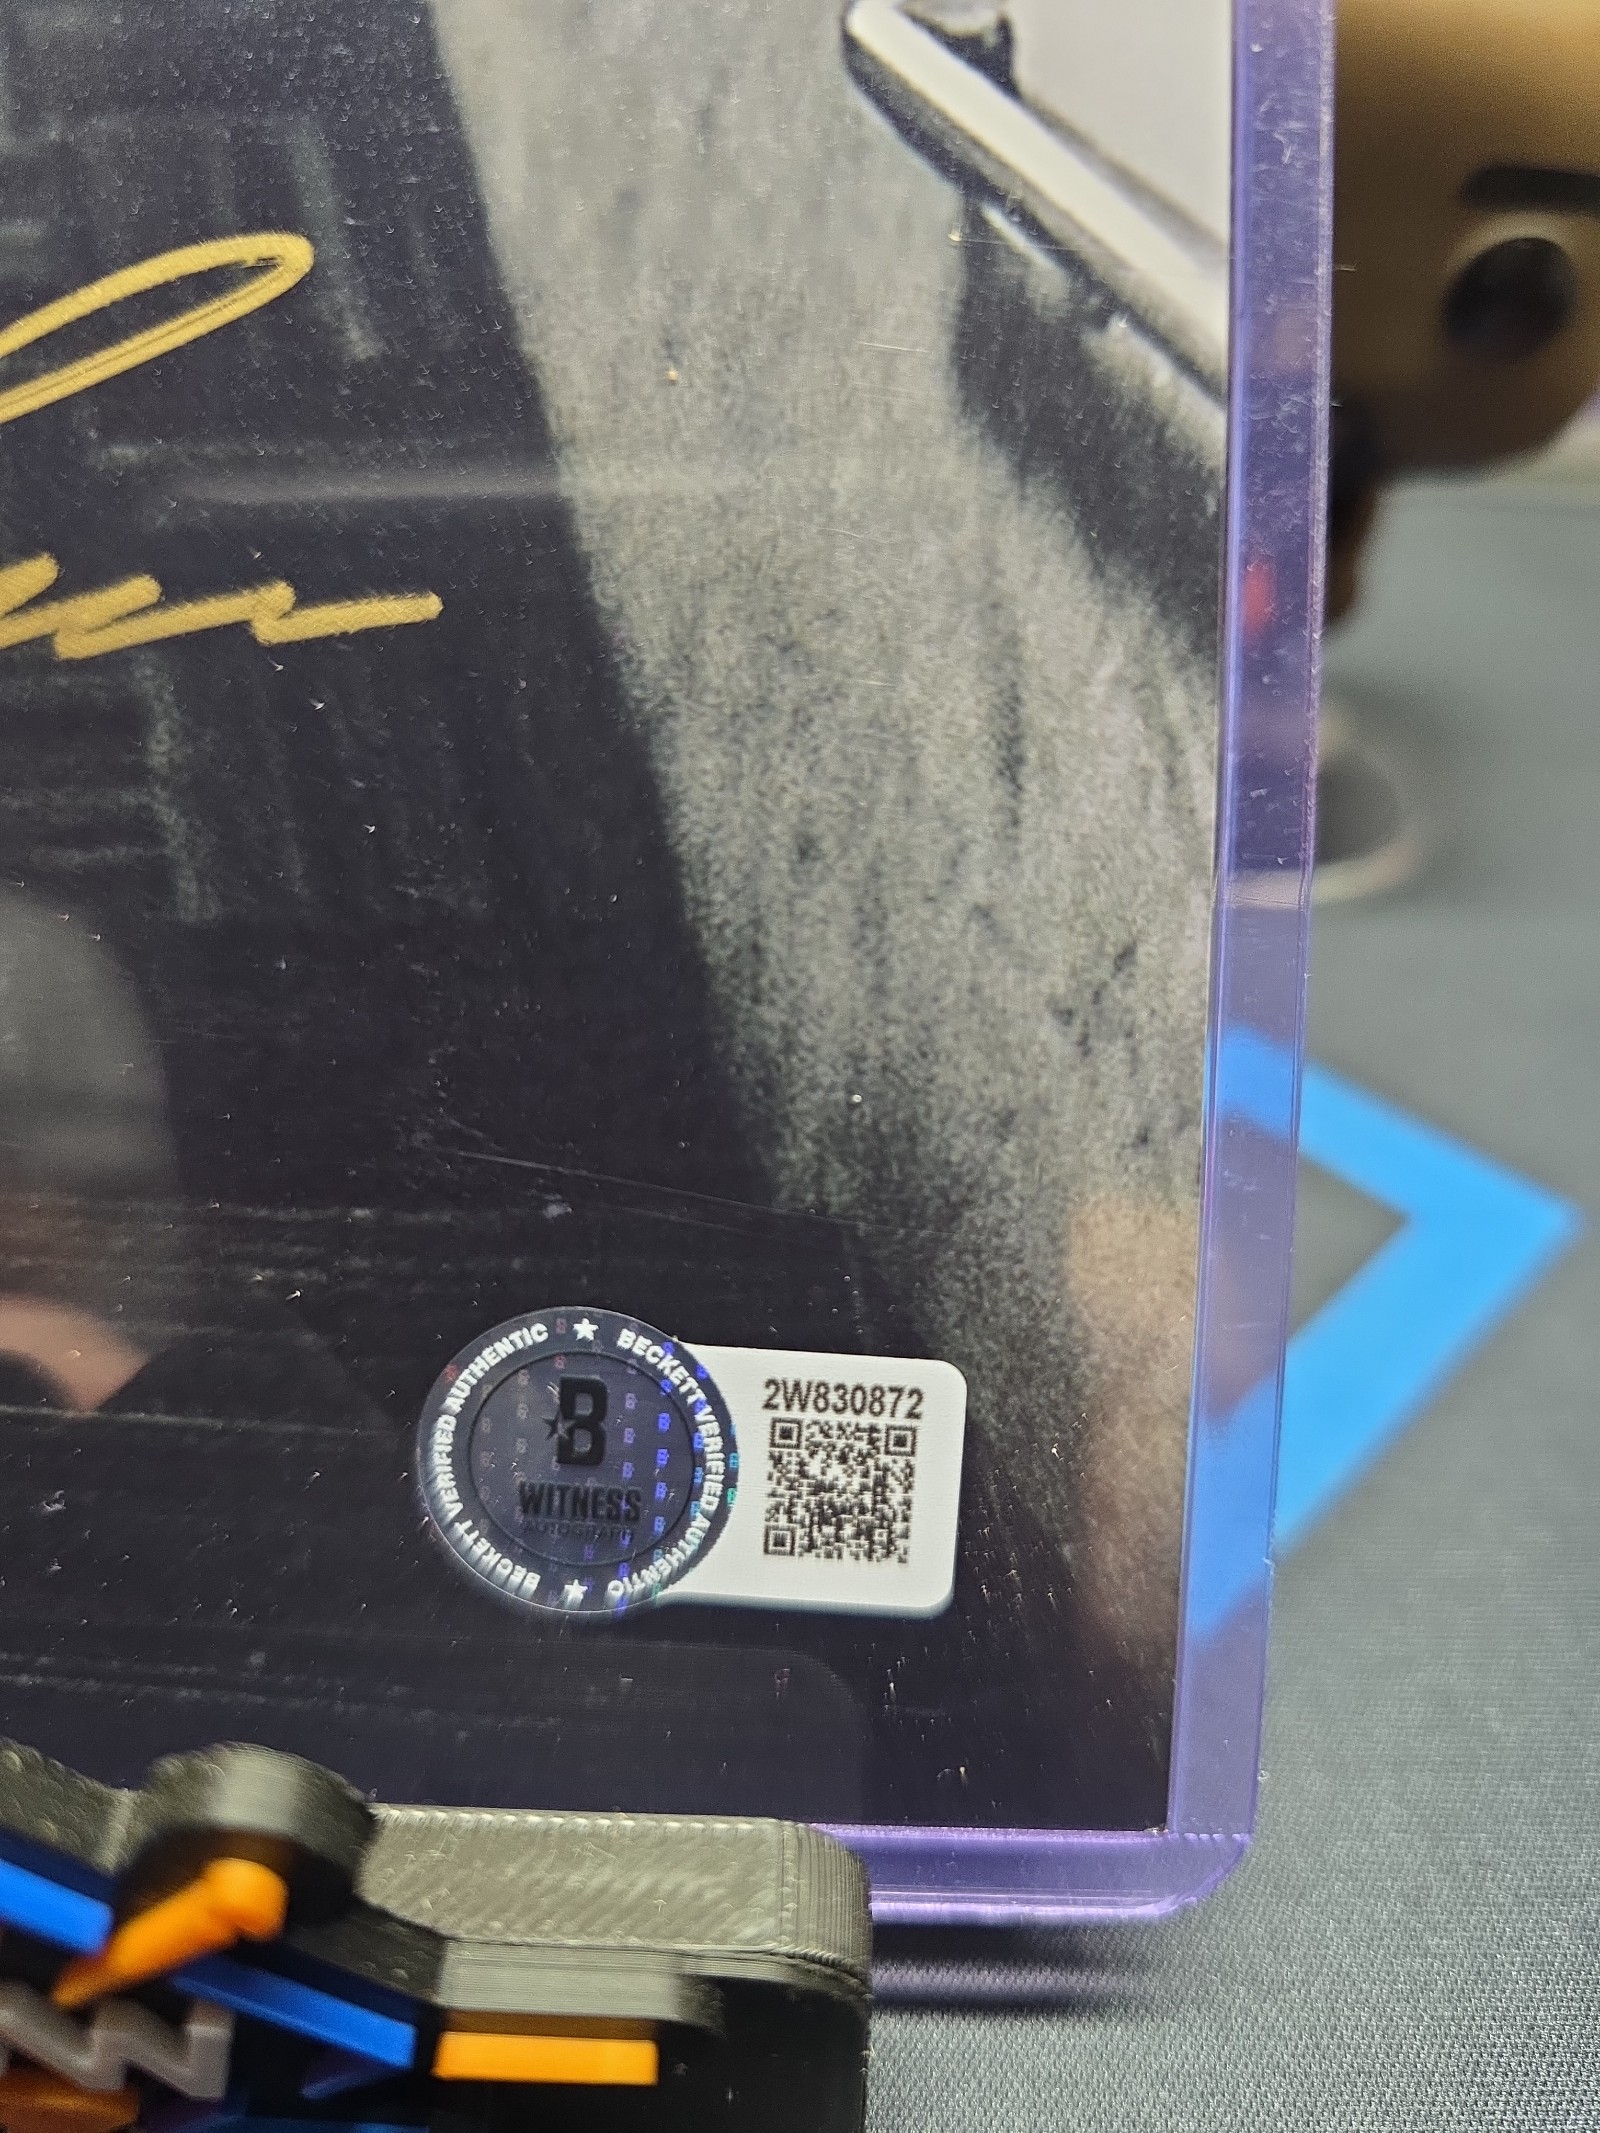 BECKETT VERIFIED AUTHENTIC ★ BECKETT VERIFIED AUTHENTIC ★
B
WITNESS
AUTOGRAPH
2W830872